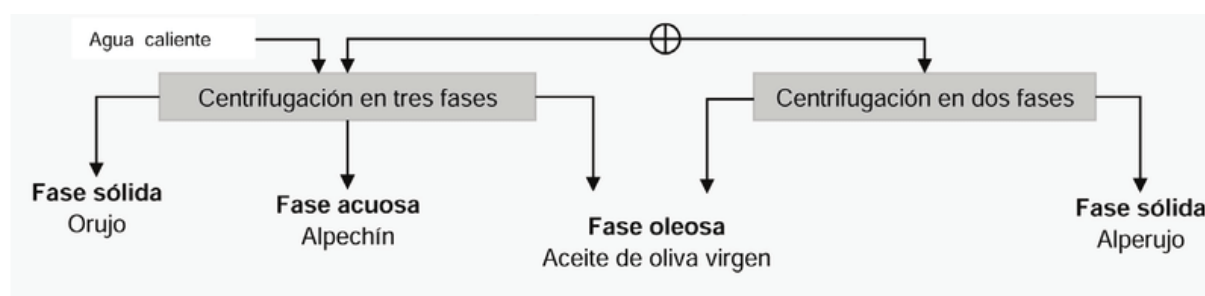 Agua caliente
Centrifugación en tres fases
Centrifugación en dos fases
Fase sólida
Orujo
Fase acuosa
Alpechín
Fase oleosa
Aceite de oliva virgen
Fase sólida
Alperujo